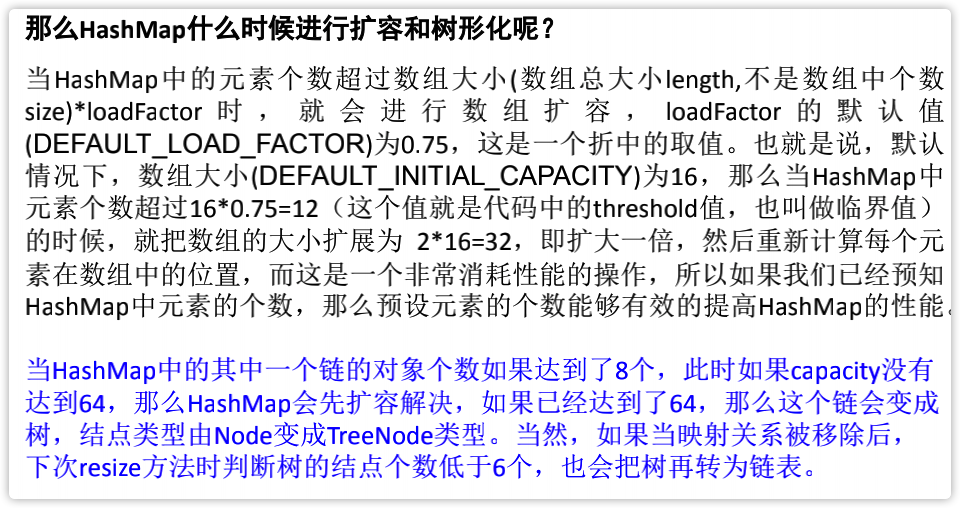 那么HashMap什么时候进行扩容和树形化呢？
当HashMap中的元素个数超过数组大小(数组总大小length,不是数组中个数
size)*loadFactor 时 ， 就 会 进 行 数 组 扩 容 ， loadFactor 的 默 认 值
(DEFAULT_LOAD_FACTOR)为0.75，这是一个折中的取值。也就是说，默认
情况下，数组大小(DEFAULT_INITIAL_CAPACITY)为16，那么当HashMap中
元素个数超过16*0.75=12（这个值就是代码中的threshold值，也叫做临界值）
的时候，就把数组的大小扩展为 2*16=32，即扩大一倍，然后重新计算每个元
素在数组中的位置，而这是一个非常消耗性能的操作，所以如果我们已经预知
HashMap中元素的个数，那么预设元素的个数能够有效的提高HashMap的性能。
当HashMap中的其中一个链的对象个数如果达到了8个，此时如果capacity没有
达到64，那么HashMap会先扩容解决，如果已经达到了64，那么这个链会变成
树，结点类型由Node变成TreeNode类型。当然，如果当映射关系被移除后，
下次resize方法时判断树的结点个数低于6个，也会把树再转为链表。